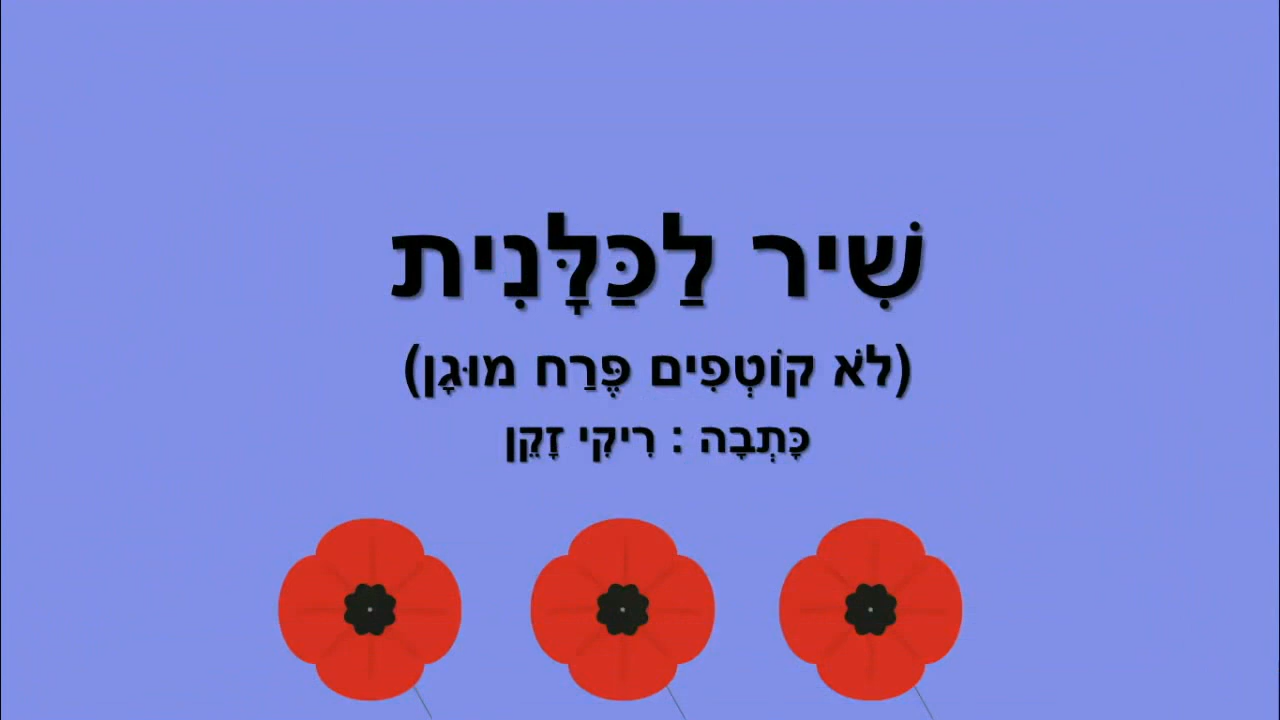 שִׁיר לַכַּלָּנִית
(לֹא קוֹטְפִים פֶּרַח מוּגָן)
כָּתְבָה : רִיקִי זָקֵן